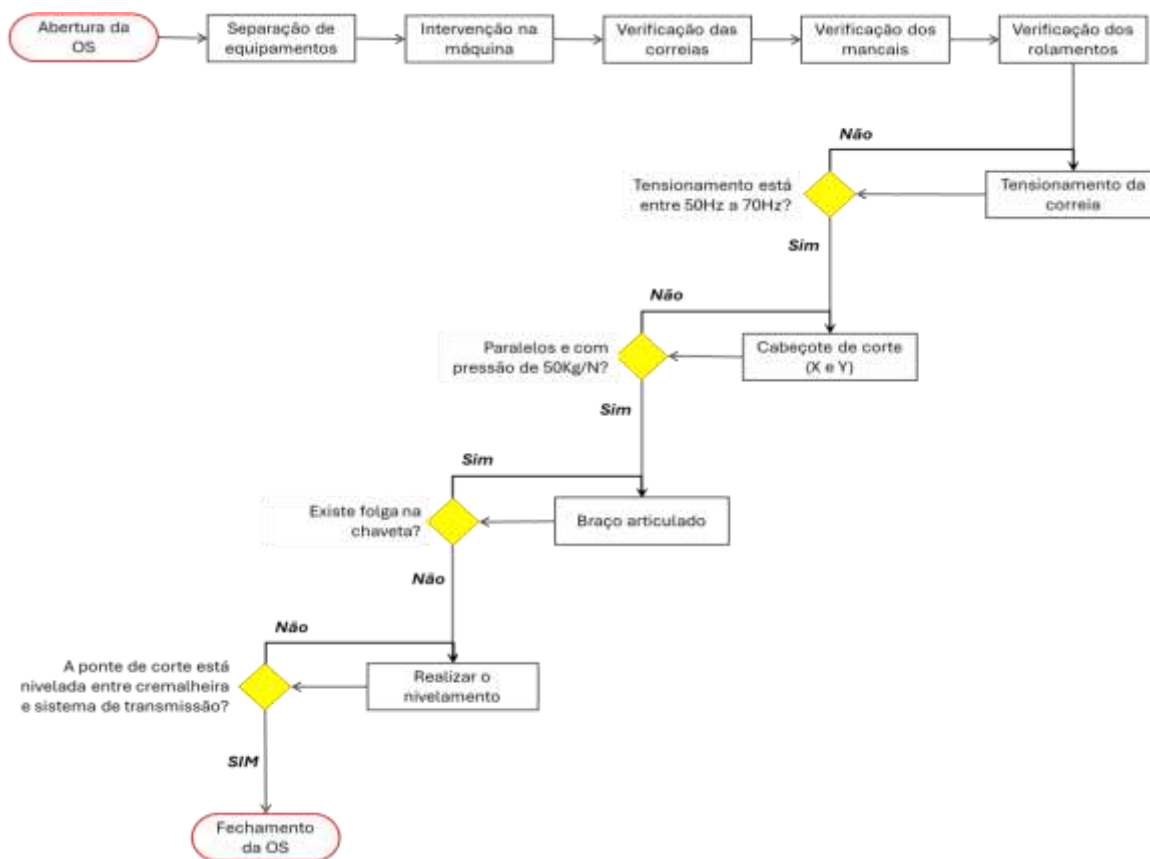 Abertura da
OS
Separação de
equipamentos
Intervenção na
máquina
Verificação das
correias
Verificação dos
mancais
Verificação dos
rolamentos
Não
Tensionamento está
entre 50Hz a 70Hz?
Tensionamento da
correia
Sim
Não
Paralelos e com
pressão de 50Kg/N?
Cabeçote de corte
(X e Y)
Sim
Sim
Existe folga na
chaveta?
Braço articulado
Não
Não
A ponte de corte está
nivelada entre cremalheira
e sistema de transmissão?
Realizar o
nivelamento
SIM
Fechamento
da OS